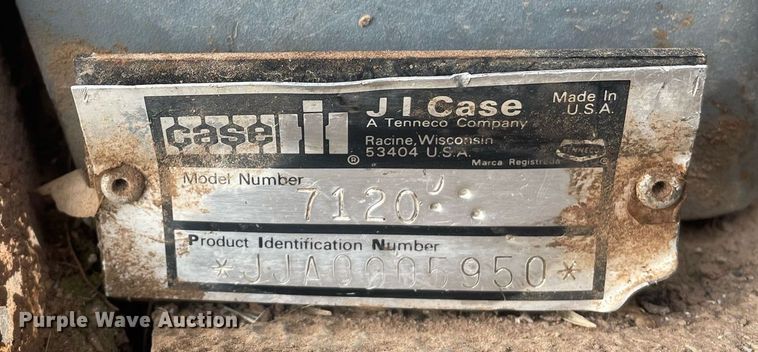 case IH
®
J I Case
A Tenneco Company
Racine, Wisconsin
53404 U.S.A.
Made In
U.S.A.
Marca Registrada
TENNECO
®
Model Number
7120
Product Identification Number
*JJA0005950*
Purple Wave Auction